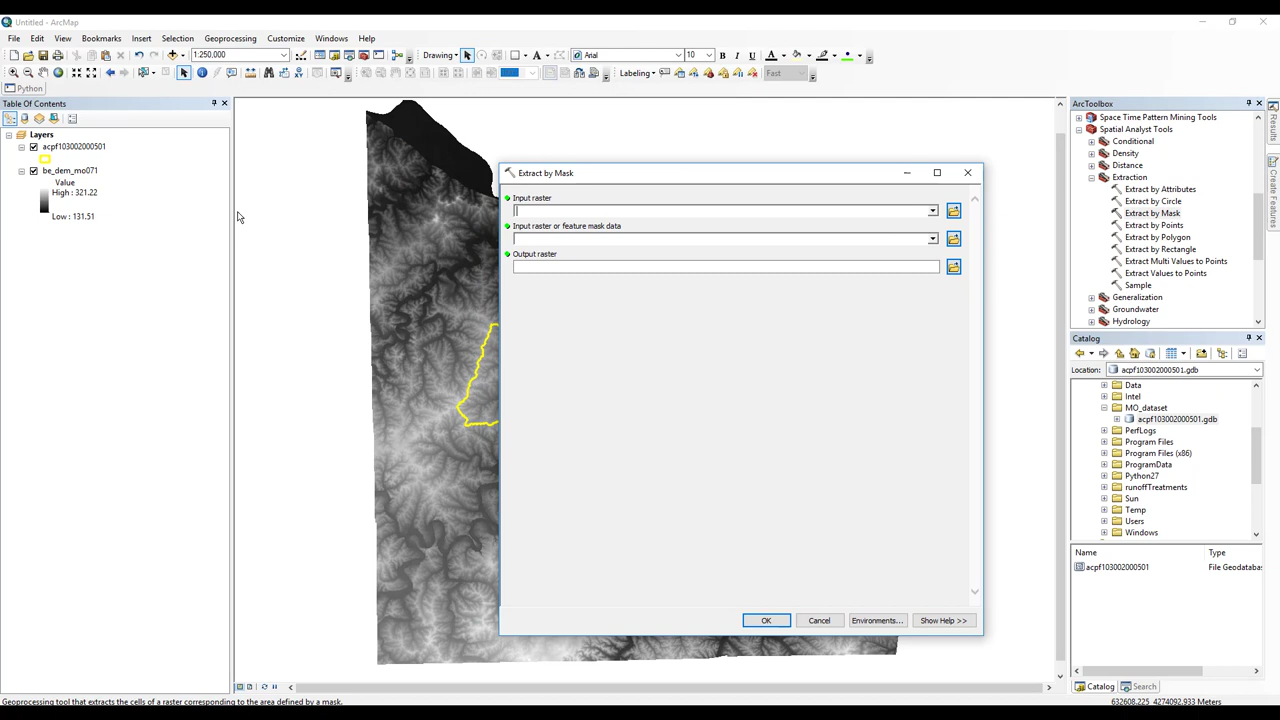 Untitled - ArcMap
File Edit View Bookmarks Insert Selection Geoprocessing Customize Windows Help
1:250,000
Drawing
Arial
10
B I U A
Labeling
Fast
Python
Table Of Contents
Layers
acpf103002000501
be_dem_mo071
Value
High : 321.22
Low : 131.51
Extract by Mask
Input raster
Input raster or feature mask data
Output raster
OK
Cancel
Environments...
Show Help >>
ArcToolbox
Space Time Pattern Mining Tools
Spatial Analyst Tools
Conditional
Density
Distance
Extraction
Extract by Attributes
Extract by Circle
Extract by Mask
Extract by Points
Extract by Polygon
Extract by Rectangle
Extract Multi Values to Points
Extract Values to Points
Sample
Generalization
Groundwater
Hydrology
Catalog
Location: acpf103002000501.gdb
Data
Intel
MO_dataset
acpf103002000501.gdb
PerfLogs
Program Files
Program Files (x86)
ProgramData
Python27
runoffTreatments
Sun
Temp
Users
Windows
Name Type
acpf103002000501 File Geodatabas
Catalog Search
Results
Create Features
Geoprocessing tool that extracts the cells of a raster corresponding to the area defined by a mask.
632608.225 4274092.933 Meters